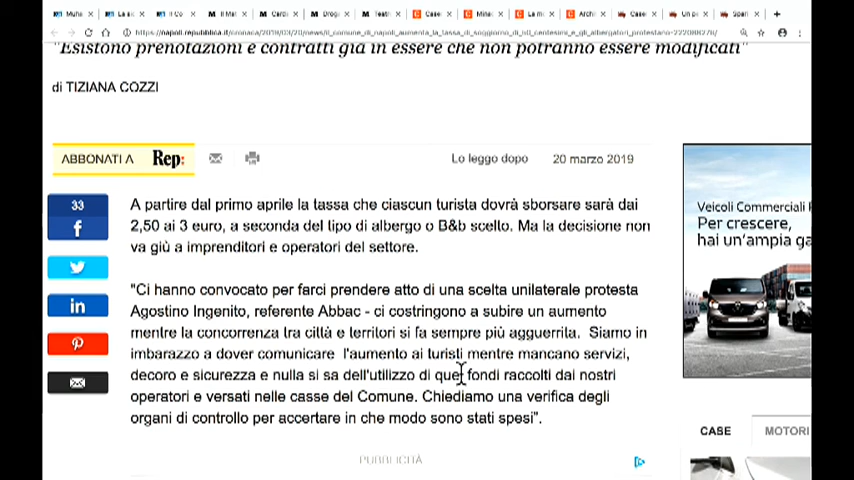 "Esistono prenotazioni e contratti già in essere che non potranno essere modificati"
di TIZIANA COZZI
ABBONATI A Rep:
Lo leggo dopo 20 marzo 2019
33
A partire dal primo aprile la tassa che ciascun turista dovrà sborsare sarà dai
2,50 ai 3 euro, a seconda del tipo di albergo o B&b scelto. Ma la decisione non
va giù a imprenditori e operatori del settore.
"Ci hanno convocato per farci prendere atto di una scelta unilaterale protesta
Agostino Ingenito, referente Abbac - ci costringono a subire un aumento
mentre la concorrenza tra città e territori si fa sempre più agguerrita. Siamo in
imbarazzo a dover comunicare l'aumento ai turisti mentre mancano servizi,
decoro e sicurezza e nulla si sa dell'utilizzo di quei fondi raccolti dai nostri
operatori e versati nelle casse del Comune. Chiediamo una verifica degli
organi di controllo per accertare in che modo sono stati spesi".
PUBBLICITÀ
Veicoli Commerciali
Per crescere,
hai un'ampia ga
CASE MOTORI